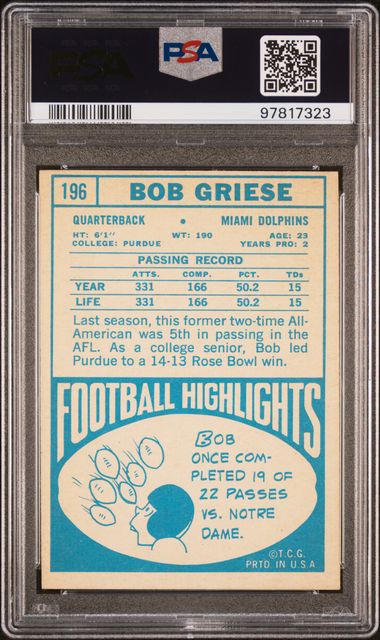 PSA
PSA
97817323
196 BOB GRIESE
QUARTERBACK • MIAMI DOLPHINS
HT: 6'1" WT: 190 AGE: 23
COLLEGE: PURDUE YEARS PRO: 2
PASSING RECORD
ATTS. COMP. PCT. TDs
YEAR 331 166 50.2 15
LIFE 331 166 50.2 15
Last season, this former two-time All-
American was 5th in passing in the
AFL. As a college senior, Bob led
Purdue to a 14-13 Rose Bowl win.
FOOTBALL HIGHLIGHTS
BOB
ONCE COM-
PLETED 19 OF
22 PASSES
VS. NOTRE
DAME.
©T.C.G.
PRTD IN U.S.A